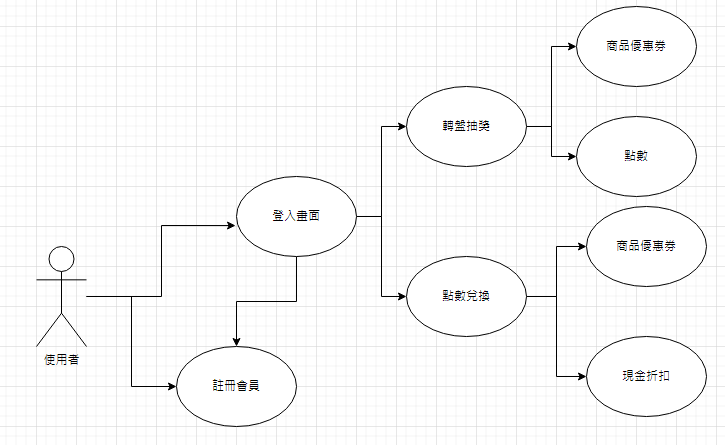 商品優惠券
轉盤抽獎
點數
登入畫面
商品優惠券
點數兌換
使用者
註冊會員
現金折扣